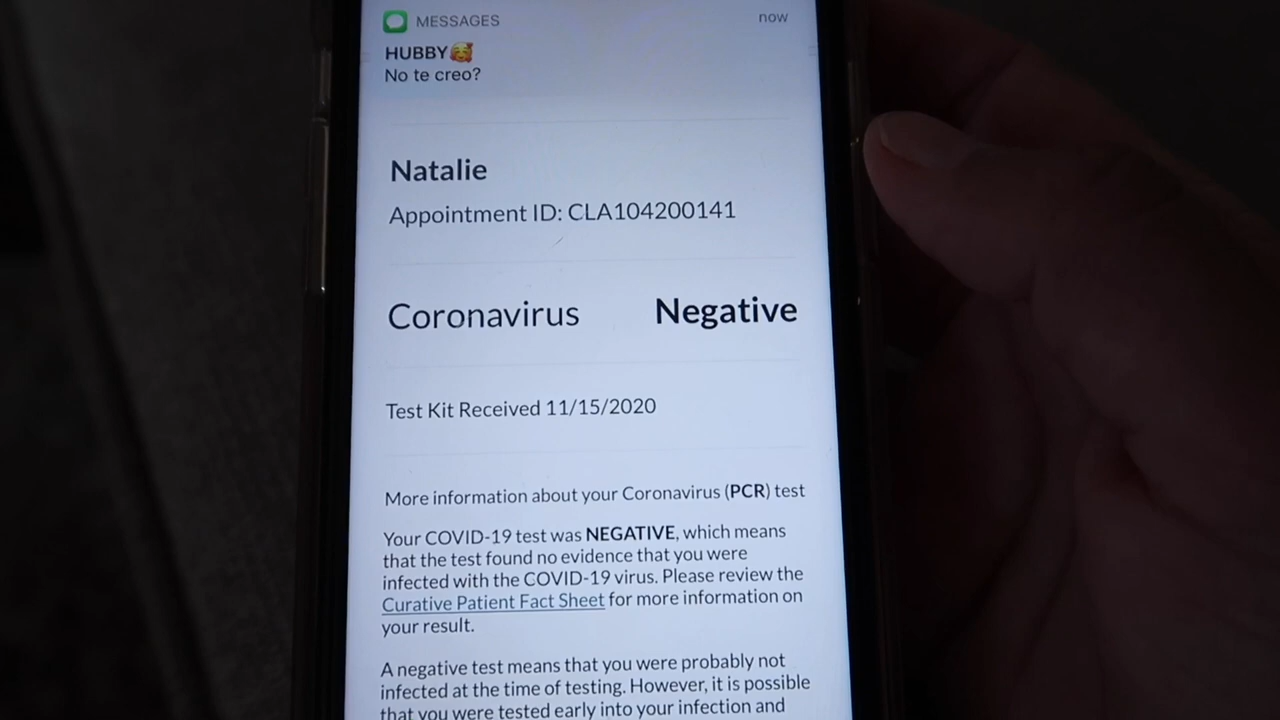 MESSAGES now
HUBBY🥰
No te creo?
Natalie
Appointment ID: CLA104200141
Coronavirus Negative
Test Kit Received 11/15/2020
More information about your Coronavirus (PCR) test
Your COVID-19 test was NEGATIVE, which means
that the test found no evidence that you were
infected with the COVID-19 virus. Please review the
Curative Patient Fact Sheet for more information on
your result.
A negative test means that you were probably not
infected at the time of testing. However, it is possible
that you were tested early into your infection and